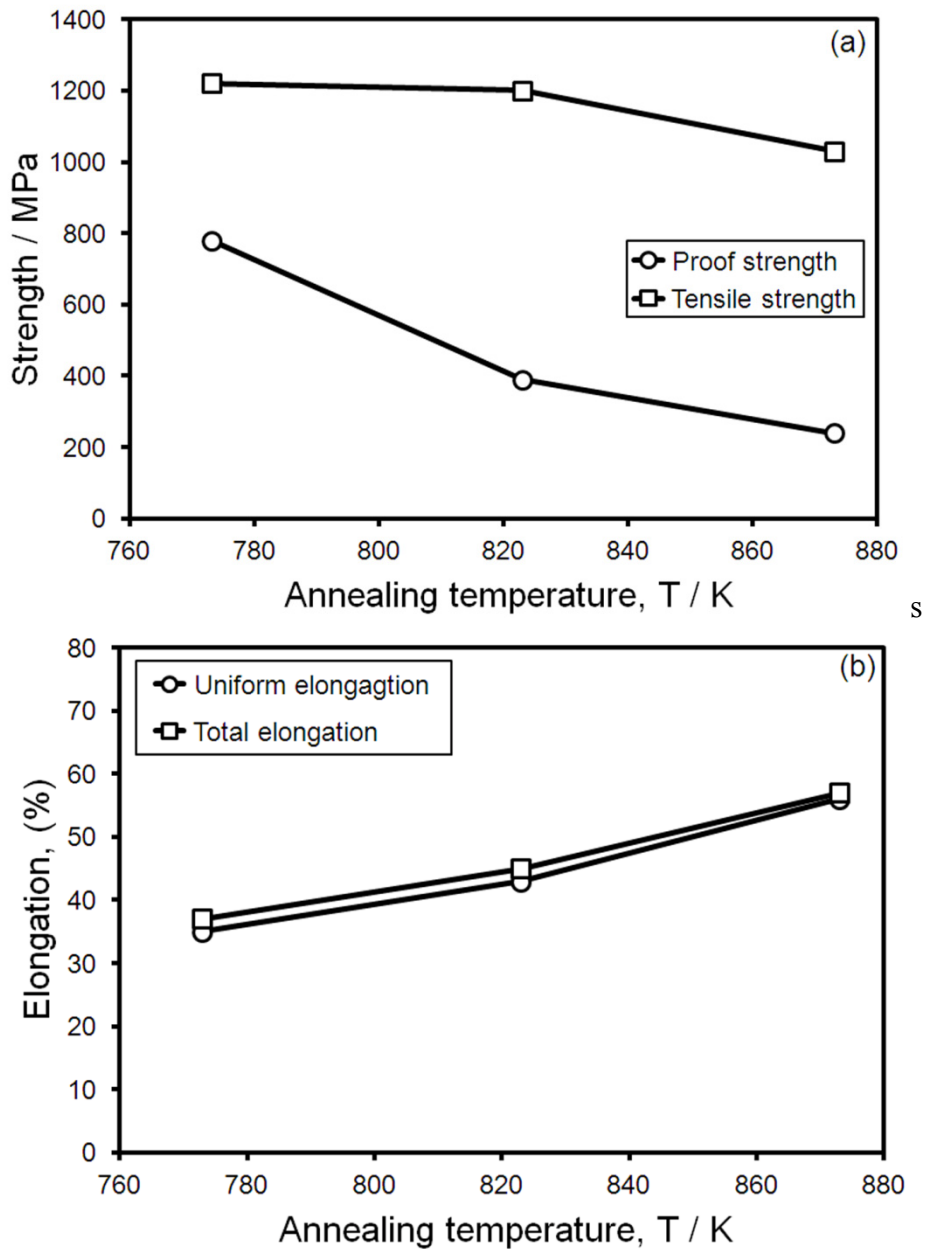 1400
(a)
1200
1000
Strength / MPa
800
Proof strength
600
Tensile strength
400
200
0
760 780 800 820 840 860 880
Annealing temperature, T / K
s
80
(b)
Uniform elongagtion
70
Total elongation
60
Elongation, (%)
50
40
30
20
10
0
760 780 800 820 840 860 880
Annealing temperature, T / K